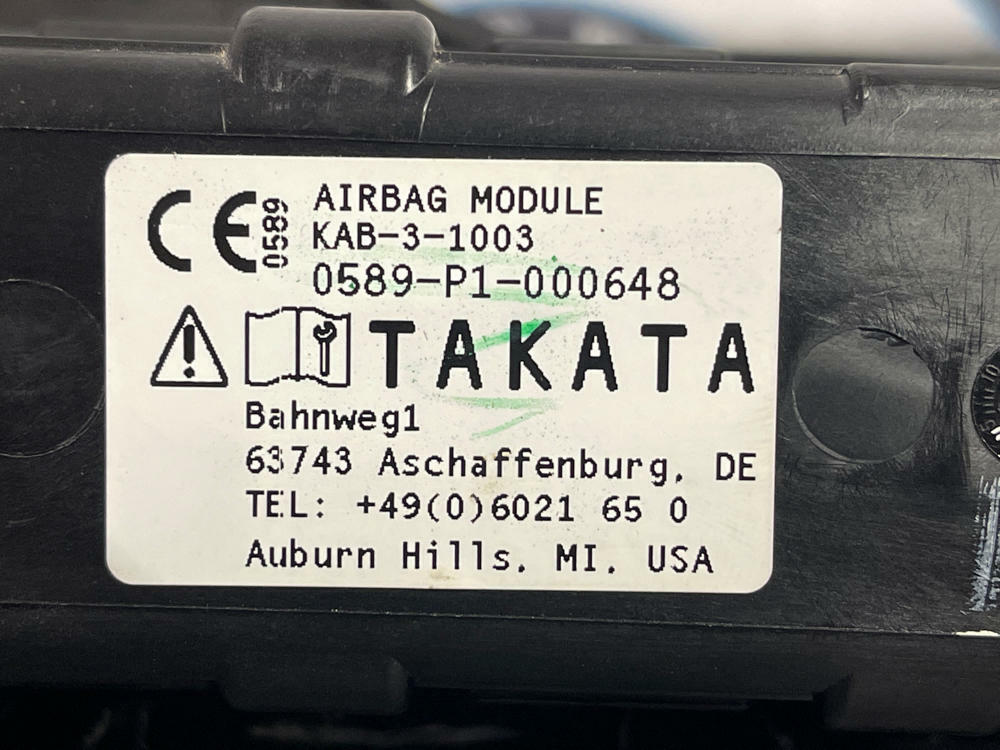 CE 0589
AIRBAG MODULE
KAB-3-1003
0589-P1-000648
TAKATA
Bahnweg1
63743 Aschaffenburg, DE
TEL: +49(0)6021 65 0
Auburn Hills, MI, USA